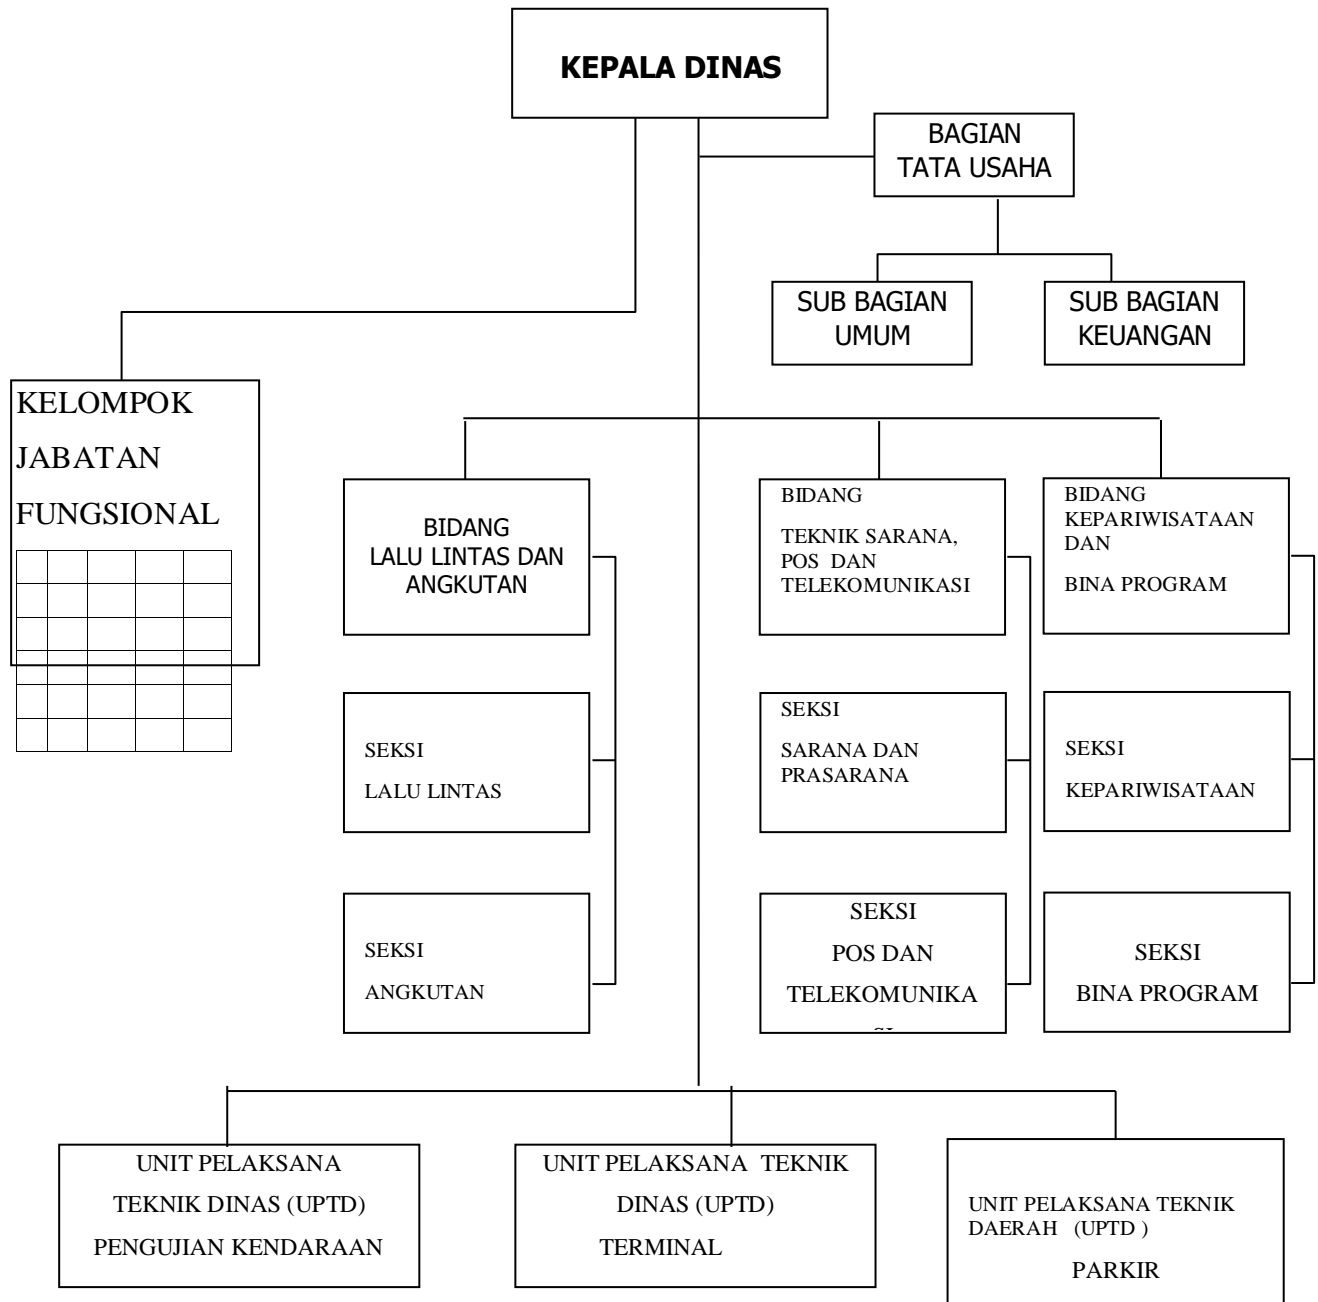 KEPALA DINAS
BAGIAN
TATA USAHA
SUB BAGIAN
UMUM
SUB BAGIAN
KEUANGAN
KELOMPOK
JABATAN
FUNGSIONAL
BIDANG
LALU LINTAS DAN
ANGKUTAN
BIDANG
TEKNIK SARANA,
POS DAN
TELEKOMUNIKASI
BIDANG
KEPARIWISATAAN
DAN
BINA PROGRAM
SEKSI
LALU LINTAS
SEKSI
SARANA DAN
PRASARANA
SEKSI
KEPARIWISATAAN
SEKSI
ANGKUTAN
SEKSI
POS DAN
TELEKOMUNIKA
SEKSI
BINA PROGRAM
UNIT PELAKSANA
TEKNIK DINAS (UPTD)
PENGUJIAN KENDARAAN
UNIT PELAKSANA TEKNIK
DINAS (UPTD)
TERMINAL
UNIT PELAKSANA TEKNIK
DAERAH (UPTD )
PARKIR